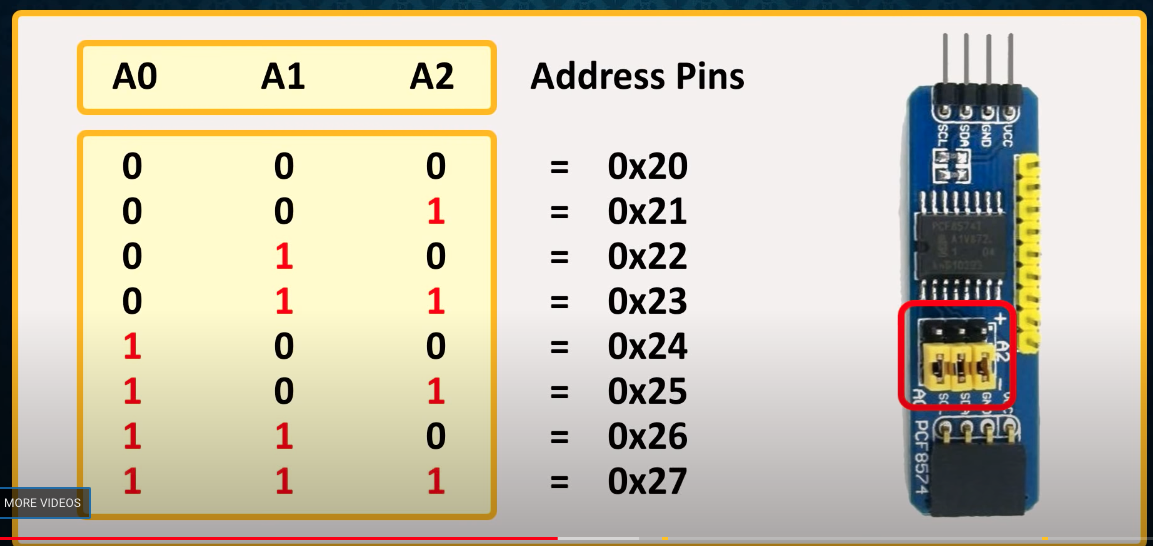 A0 A1 A2 Address Pins
0 0 0 = 0x20
0 0 1 = 0x21
0 1 0 = 0x22
0 1 1 = 0x23
1 0 0 = 0x24
1 0 1 = 0x25
1 1 0 = 0x26
1 1 1 = 0x27
MORE VIDEOS
SCL SDA GND VCC
+
A2
-
PCF8574